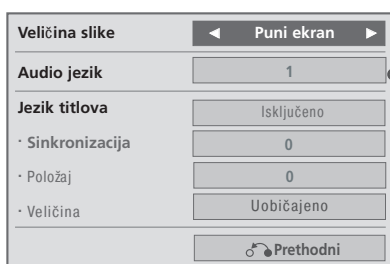 Veličina slike ◄ Puni ekran ►
Audio jezik 1
Jezik titlova Isključeno
· Sinkronizacija 0
· Položaj 0
· Veličina Uobičajeno
Prethodni